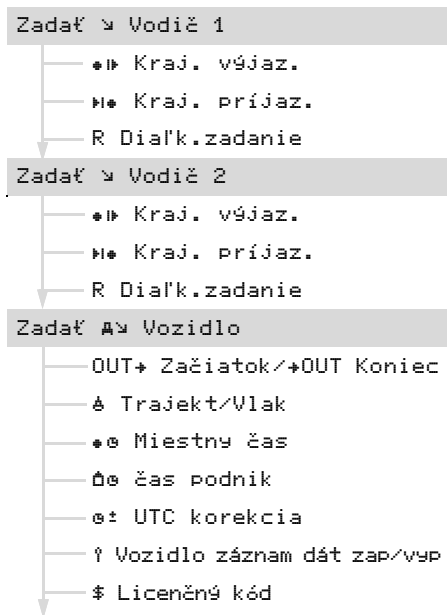 Zadať ↘ Vodič 1
●▮▶ Kraj. výjaz.
▶▮● Kraj. príjaz.
R Diaľk.zadanie
Zadať ↘ Vodič 2
●▮▶ Kraj. výjaz.
▶▮● Kraj. príjaz.
R Diaľk.zadanie
Zadať ↘ Vozidlo
OUT→ Začiatok/→OUT Koniec
Trajekt/Vlak
Miestny čas
čas podnik
UTC korekcia
Vozidlo záznam dát zap/vyp
$ Licenčný kód